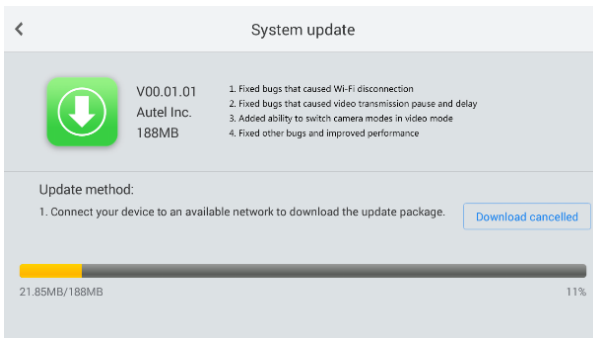 System update
V00.01.01
Autel Inc.
188MB
1. Fixed bugs that caused Wi-Fi disconnection
2. Fixed bugs that caused video transmission pause and delay
3. Added ability to switch camera modes in video mode
4. Fixed other bugs and improved performance
Update method:
1. Connect your device to an available network to download the update package.
Download cancelled
21.85MB/188MB
11%